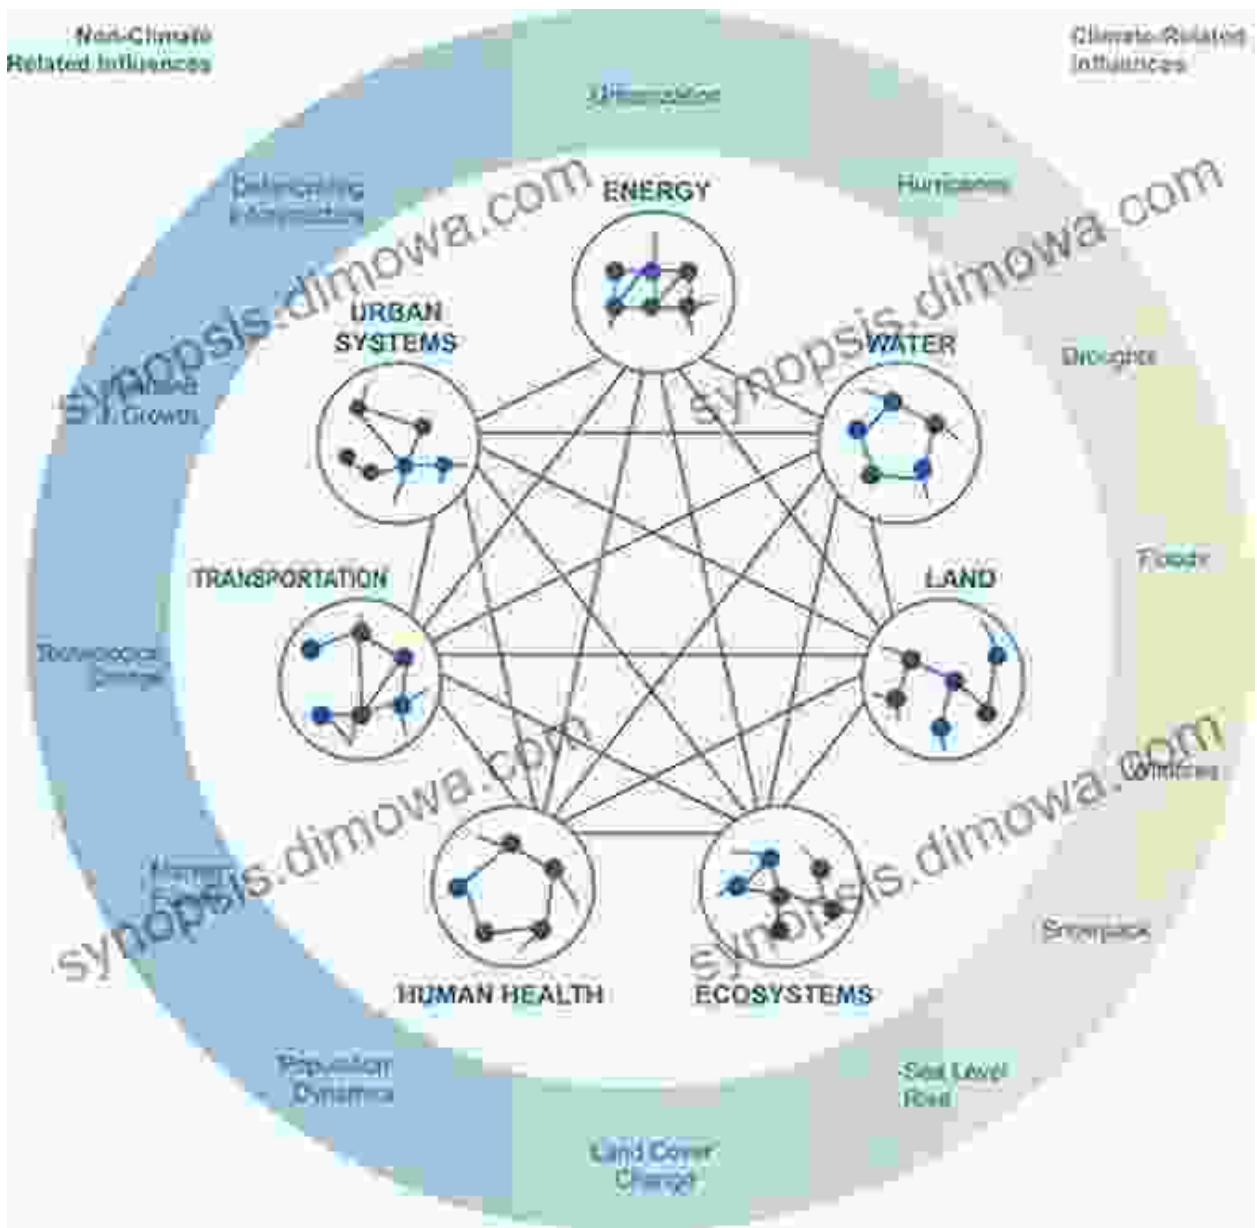 Non-Climate
Related Influences
Climate-Related
Influences
Urbanization
Hurricanes
Droughts
Floods
Wildfires
Snowpack
Sea Level
Rise
Land Cover
Change
Population
Dynamics
& Growth
ENERGY
WATER
LAND
ECOSYSTEMS
HUMAN HEALTH
TRANSPORTATION
URBAN
SYSTEMS
synopsis.dimowa.com
synopsis.dimowa.com
synopsis.dimowa.com
synopsis.dimowa.com